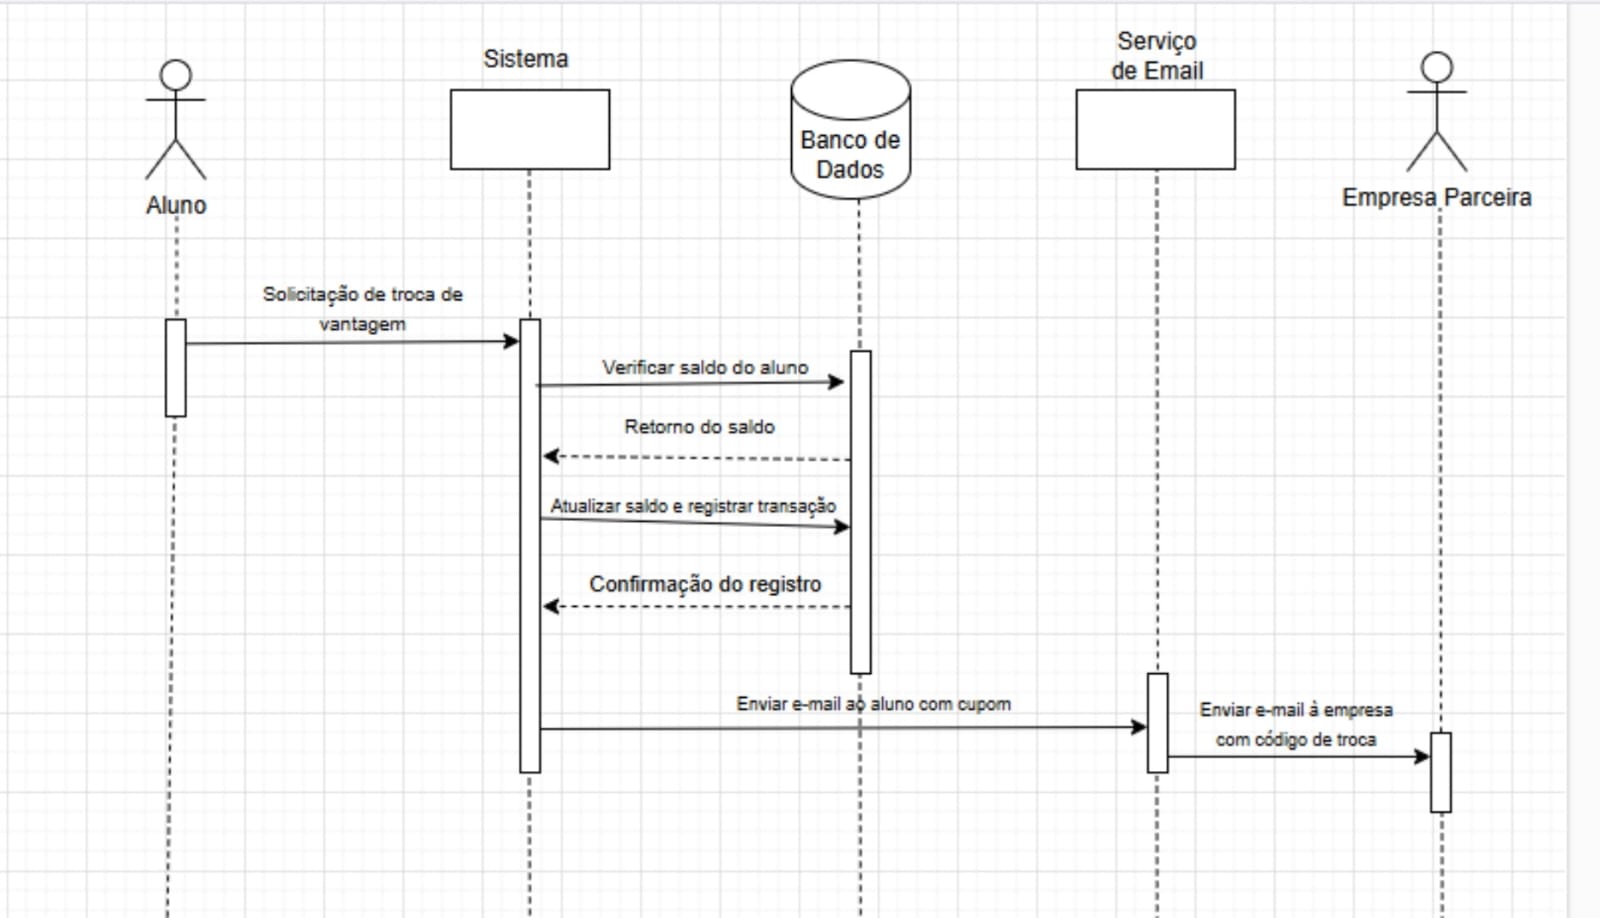 Sistema
Serviço
de Email
Banco de
Dados
Aluno
Empresa Parceira
Solicitação de troca de
vantagem
Verificar saldo do aluno
Retorno do saldo
Atualizar saldo e registrar transação
Confirmação do registro
Enviar e-mail ao aluno com cupom
Enviar e-mail à empresa
com código de troca